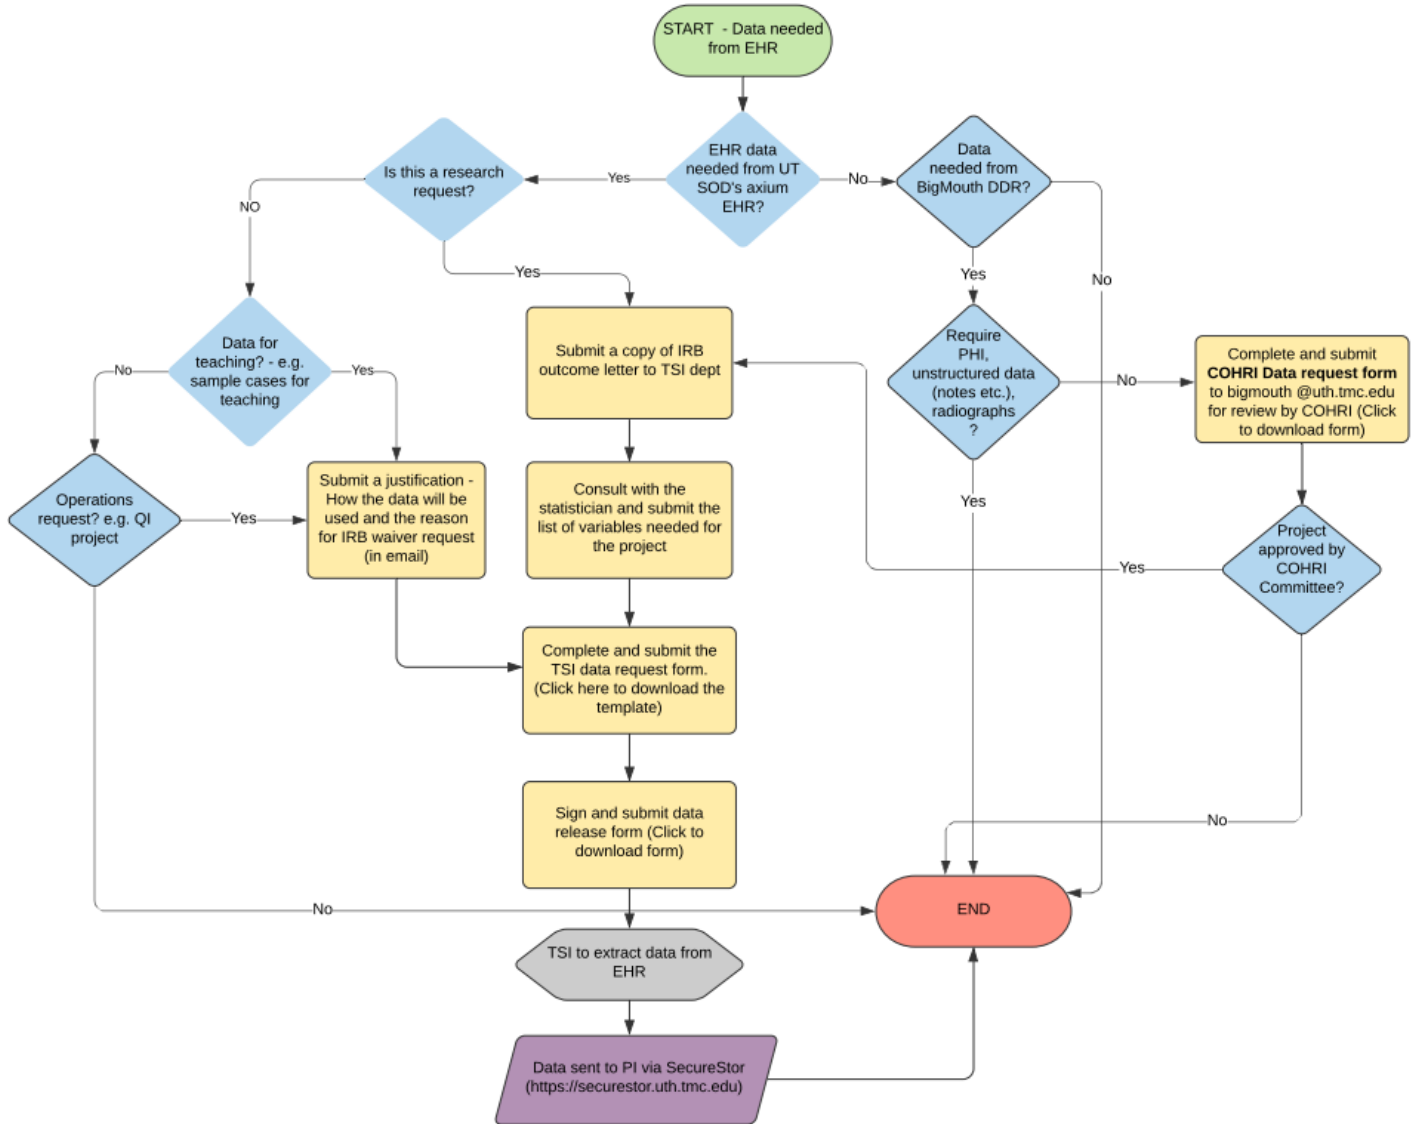 START  - Data needed
from EHR
EHR data
needed from UT
SOD's axium
EHR?
Yes
No
Is this a research
request?
NO
Yes
Data
needed from
BigMouth DDR?
Yes
No
Data for
teaching? - e.g.
sample cases for
teaching
No
Yes
Submit a copy of IRB
outcome letter to TSI dept
Require
PHI,
unstructured data
(notes etc.),
radiographs
?
No
Yes
Complete and submit
COHRI Data request form
to bigmouth @uth.tmc.edu
for review by COHRI (Click
to download form)
Operations
request? e.g. QI
project
Yes
Submit a justification -
How the data will be
used and the reason
for IRB waiver request
(in email)
Consult with the
statistician and submit the
list of variables needed for
the project
Project
approved by
COHRI
Committee?
Yes
Complete and submit the
TSI data request form.
(Click here to download the
template)
Sign and submit data
release form (Click to
download form)
No
No
END
TSI to extract data from
EHR
Data sent to PI via SecureStor
(https://securestor.uth.tmc.edu)